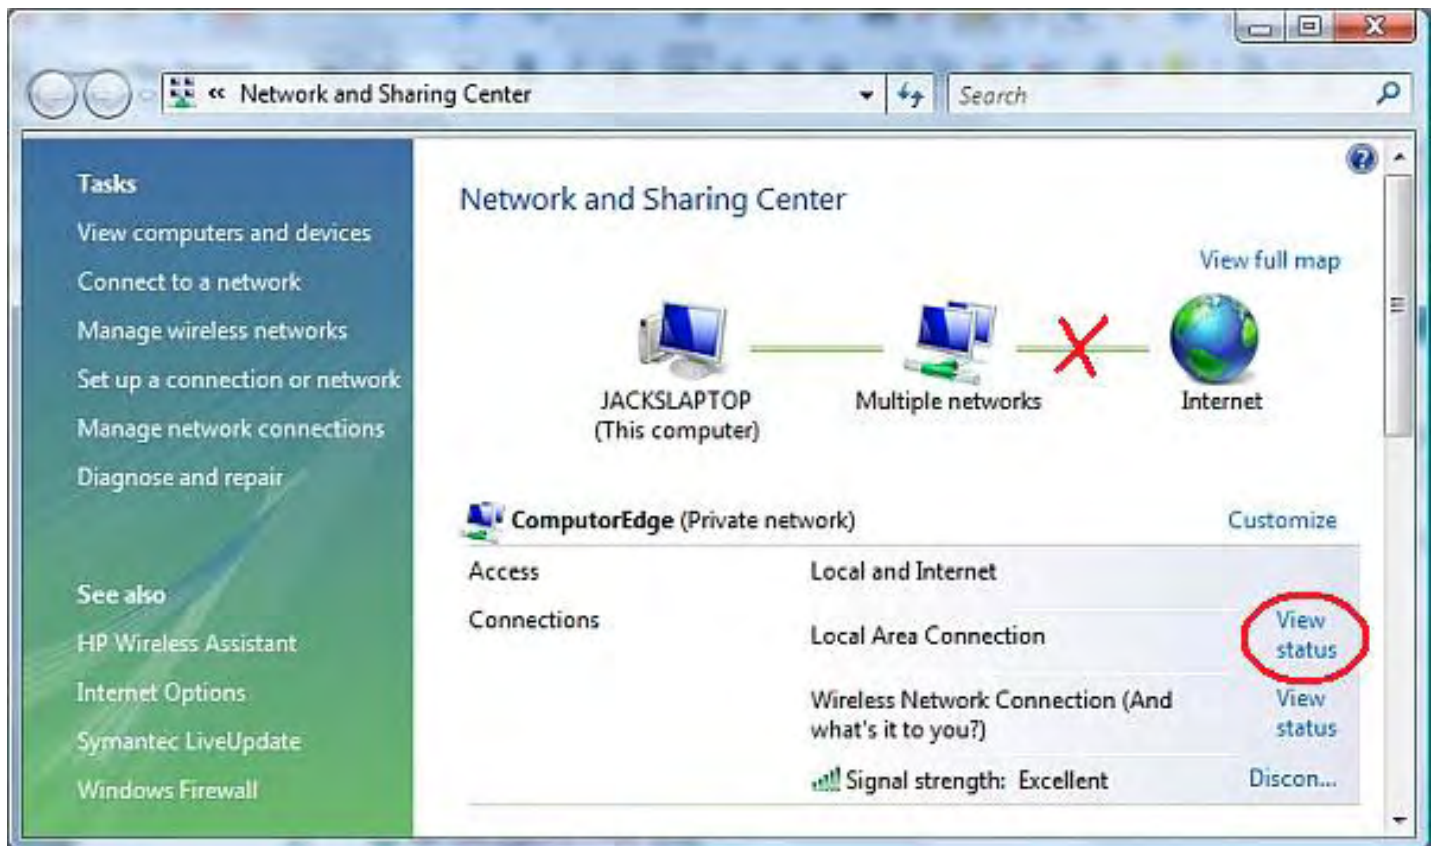 « Network and Sharing Center
Search
Tasks
View computers and devices
Connect to a network
Manage wireless networks
Set up a connection or network
Manage network connections
Diagnose and repair
See also
HP Wireless Assistant
Internet Options
Symantec LiveUpdate
Windows Firewall
Network and Sharing Center
View full map
JACKSLAPTOP
(This computer)
Multiple networks
Internet
ComputorEdge (Private network)
Customize
Access
Local and Internet
Connections
Local Area Connection
View
status
Wireless Network Connection (And
what's it to you?)
View
status
Signal strength: Excellent
Discon...